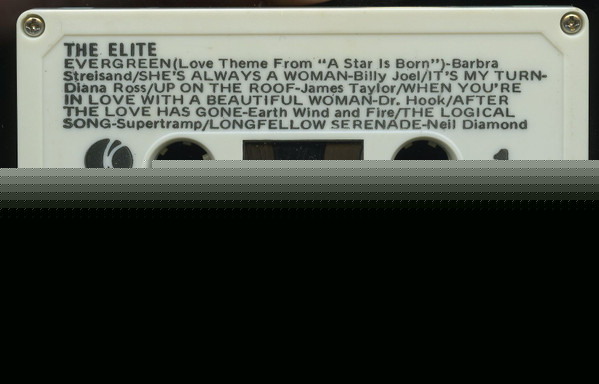 THE ELITE
EVERGREEN(Love Theme From "A Star Is Born")-Barbra
Streisand/SHE'S ALWAYS A WOMAN-Billy Joel/IT'S MY TURN-
Diana Ross/UP ON THE ROOF-James Taylor/WHEN YOU'RE
IN LOVE WITH A BEAUTIFUL WOMAN-Dr. Hook/AFTER
THE LOVE HAS GONE-Earth Wind and Fire/THE LOGICAL
SONG-Supertramp/LONGFELLOW SERENADE-Neil Diamond
K 1